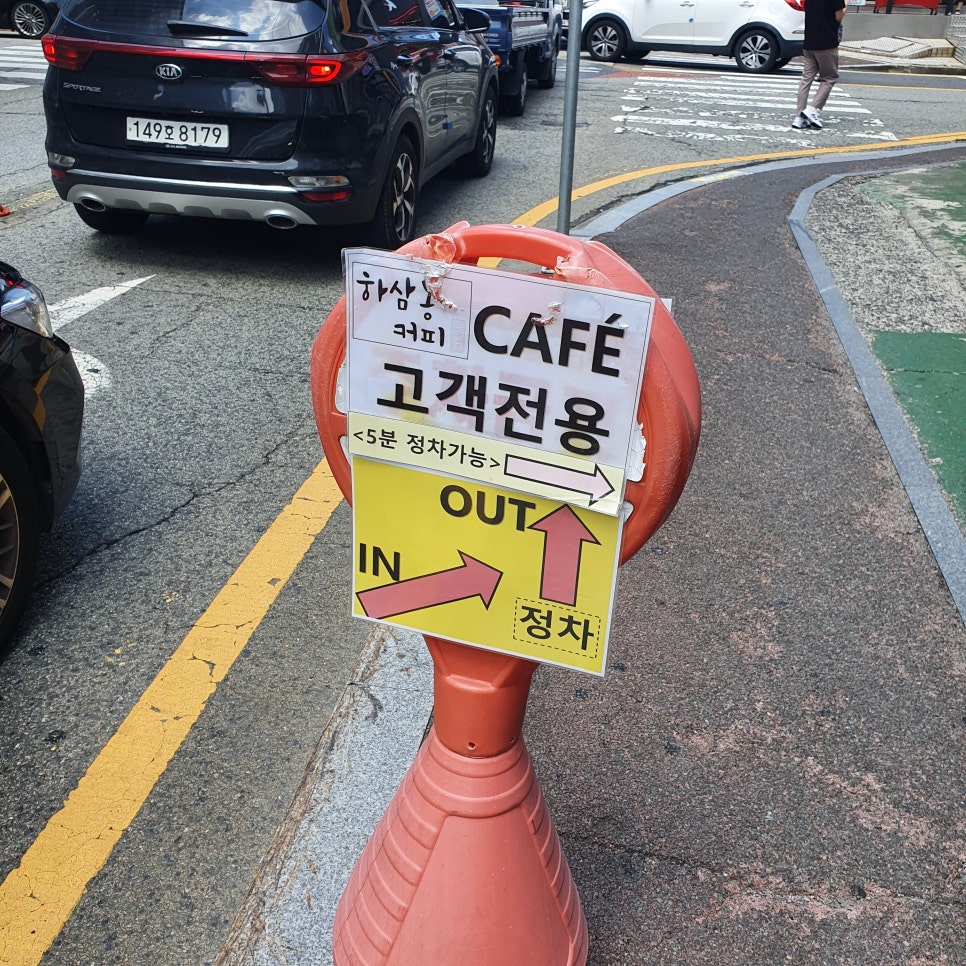 KIA
SPORTAGE
149호 8179
하삼동
커피
CAFÉ
고객전용
<5분 정차가능>
OUT
IN
정차